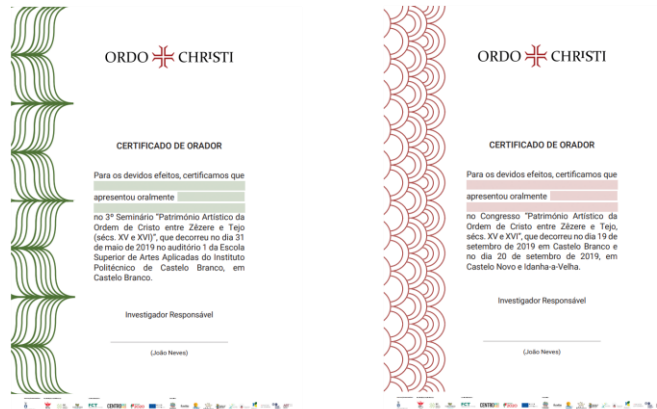 ORDO CHRISTI
CERTIFICADO DE ORADOR
Para os devidos efeitos, certificamos que
apresentou oralmente
no 3º Seminário “Património Artístico da
Ordem de Cristo entre Zêzere e Tejo
(sécs. XV e XVI)”, que decorreu no dia 31
de maio de 2019 no auditório 1 da Escola
Superior de Artes Aplicadas do Instituto
Politécnico de Castelo Branco, em
Castelo Branco.
Investigador Responsável
(João Neves)
FCT
CENTRO
ORDO CHRISTI
CERTIFICADO DE ORADOR
Para os devidos efeitos, certificamos que
apresentou oralmente
no Congresso “Património Artístico da
Ordem de Cristo entre Zêzere e Tejo,
sécs. XV e XVI”, que decorreu no dia 19 de
setembro de 2019 em Castelo Branco e
no dia 20 de setembro de 2019, em
Castelo Novo e Idanha-a-Velha.
Investigador Responsável
(João Neves)
FCT
CENTRO